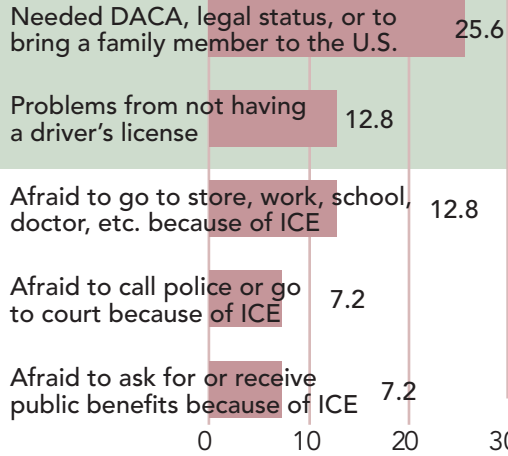 Needed DACA, legal status, or to
bring a family member to the U.S.
25.6
Problems from not having
a driver's license
12.8
Afraid to go to store, work, school,
doctor, etc. because of ICE
12.8
Afraid to call police or go
to court because of ICE
7.2
Afraid to ask for or receive
public benefits because of ICE
7.2
0 10 20 30